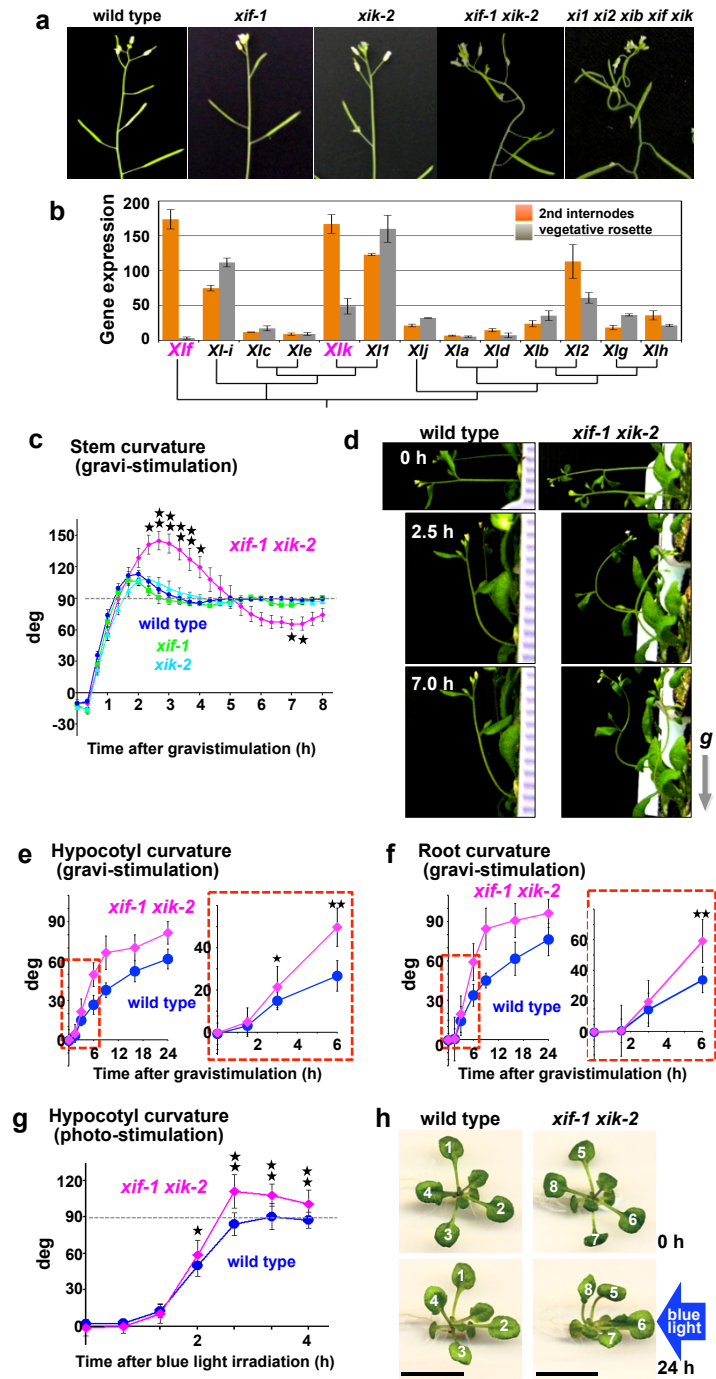 a
wild type xif-1 xik-2 xif-1 xik-2 xi1 xi2 xib xif xik
b
Gene expression
200
150
100
50
0
2nd internodes
vegetative rosette
XIf XI-i XIc XIe XIk XI1 XIj XIa XId XIb XI2 XIg XIh
c
Stem curvature
(gravi-stimulation)
deg
150
120
90
60
30
0
-30
★★★★★
★★★★
★★
xif-1 xik-2
wild type
xif-1
xik-2
1 2 3 4 5 6 7 8
Time after gravistimulation (h)
d
wild type xif-1 xik-2
0 h
2.5 h
7.0 h
g
e
Hypocotyl curvature
(gravi-stimulation)
xif-1 xik-2
deg
90
60
30
0
wild type
6 12 18 24
40
20
0
★
★★
2 4 6
Time after gravistimulation (h)
f
Root curvature
(gravi-stimulation)
xif-1 xik-2
deg
90
60
30
0
wild type
6 12 18 24
60
40
20
0
★★
2 4 6
Time after gravistimulation (h)
g
Hypocotyl curvature
(photo-stimulation)
deg
120
90
60
30
0
xif-1 xik-2
wild type
★
★★
★★
★★
2 4
Time after blue light irradiation (h)
h
wild type xif-1 xik-2
1 2 3 4
5 6 7 8
0 h
1 2 3 4
5 6 7 8
blue
light
24 h